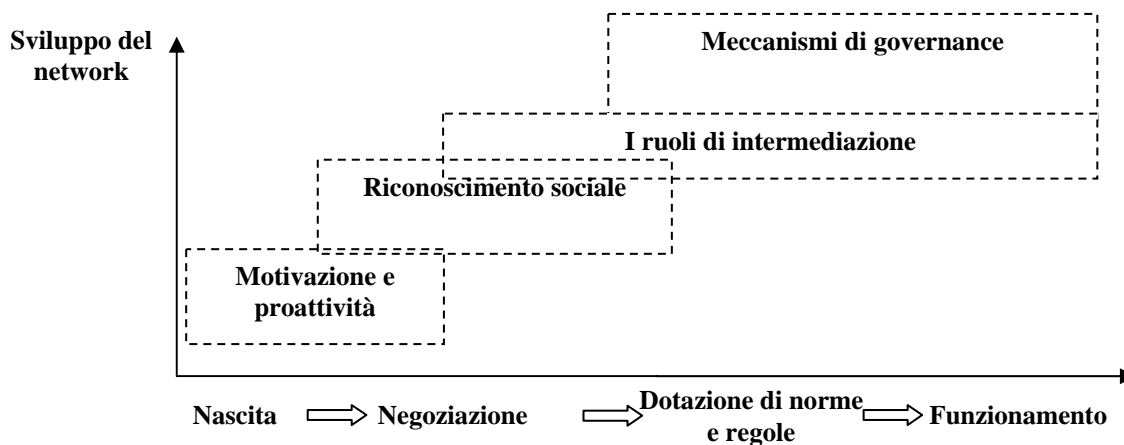 Sviluppo del
network
Meccanismi di governance
I ruoli di intermediazione
Riconoscimento sociale
Motivazione e
proattività
Nascita
Negoziazione
Dotazione di norme
e regole
Funzionamento